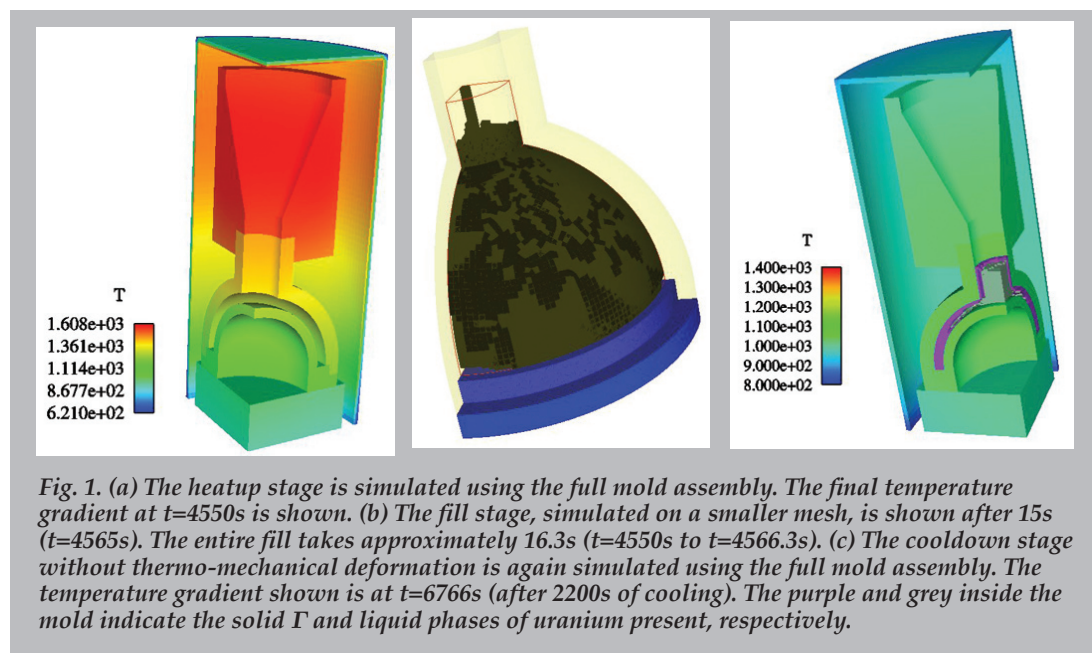 T
1.608e+03
1.361e+03
1.114e+03
8.677e+02
6.210e+02
T
1.400e+03
1.300e+03
1.200e+03
1.100e+03
1.000e+03
9.000e+02
8.000e+02
Fig. 1. (a) The heatup stage is simulated using the full mold assembly. The final temperature
gradient at t=4550s is shown. (b) The fill stage, simulated on a smaller mesh, is shown after 15s
(t=4565s). The entire fill takes approximately 16.3s (t=4550s to t=4566.3s). (c) The cooldown stage
without thermo-mechanical deformation is again simulated using the full mold assembly. The
temperature gradient shown is at t=6766s (after 2200s of cooling). The purple and grey inside the
mold indicate the solid Γ and liquid phases of uranium present, respectively.